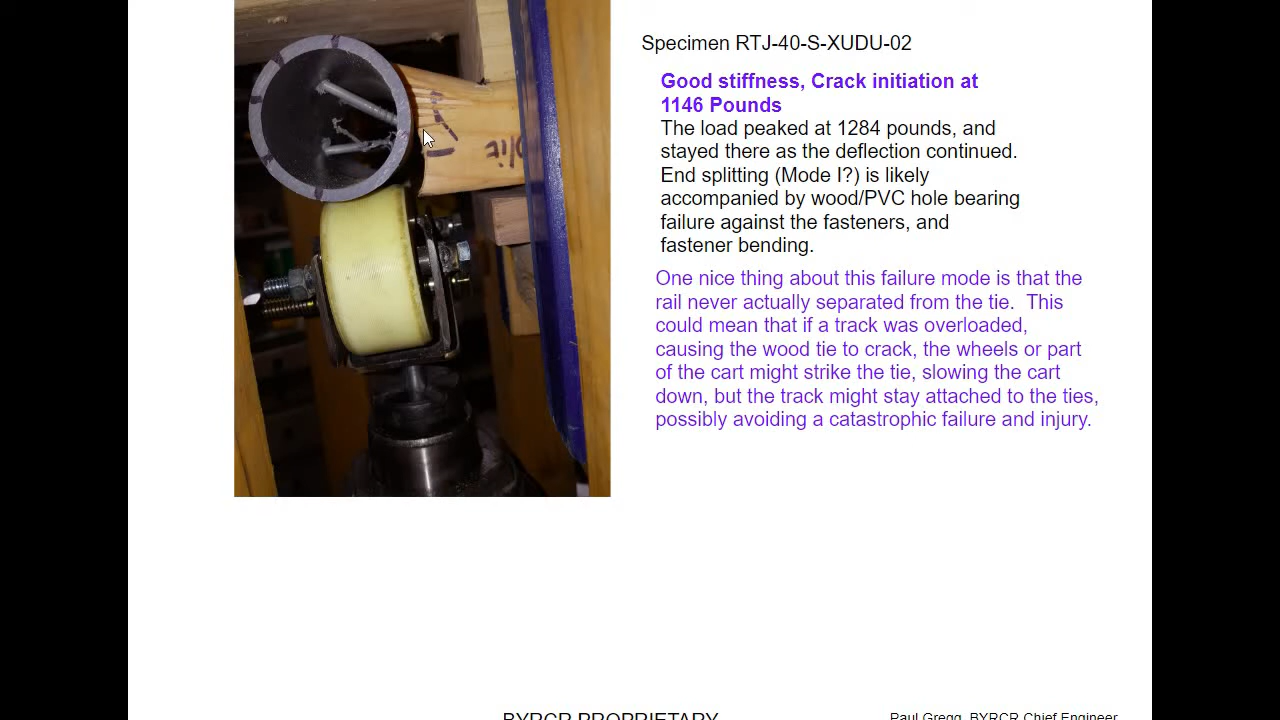 Specimen RTJ-40-S-XUDU-02
Good stiffness, Crack initiation at
1146 Pounds
The load peaked at 1284 pounds, and
stayed there as the deflection continued.
End splitting (Mode I?) is likely
accompanied by wood/PVC hole bearing
failure against the fasteners, and
fastener bending.
One nice thing about this failure mode is that the
rail never actually separated from the tie.  This
could mean that if a track was overloaded,
causing the wood tie to crack, the wheels or part
of the cart might strike the tie, slowing the cart
down, but the track might stay attached to the ties,
possibly avoiding a catastrophic failure and injury.
BYRCR PROPRIETARY
Paul Gregg, BYRCR Chief Engineer